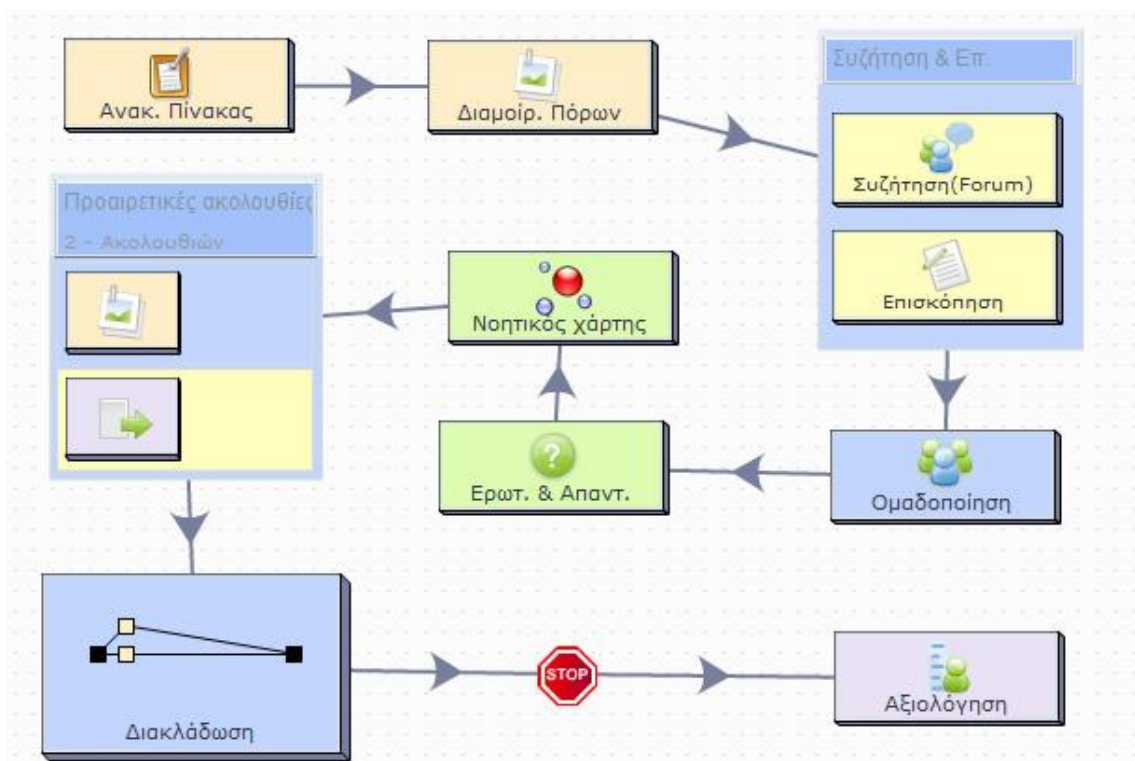 Ανακ. Πίνακας
Διαμοίρ. Πόρων
Συζήτηση & Επ.
Συζήτηση(Forum)
Επισκόπηση
Προαιρετικές ακολουθίες
2 - Ακολουθιών
Νοητικός χάρτης
?
Ερωτ. & Απαντ.
Ομαδοποίηση
Διακλάδωση
STOP
Αξιολόγηση